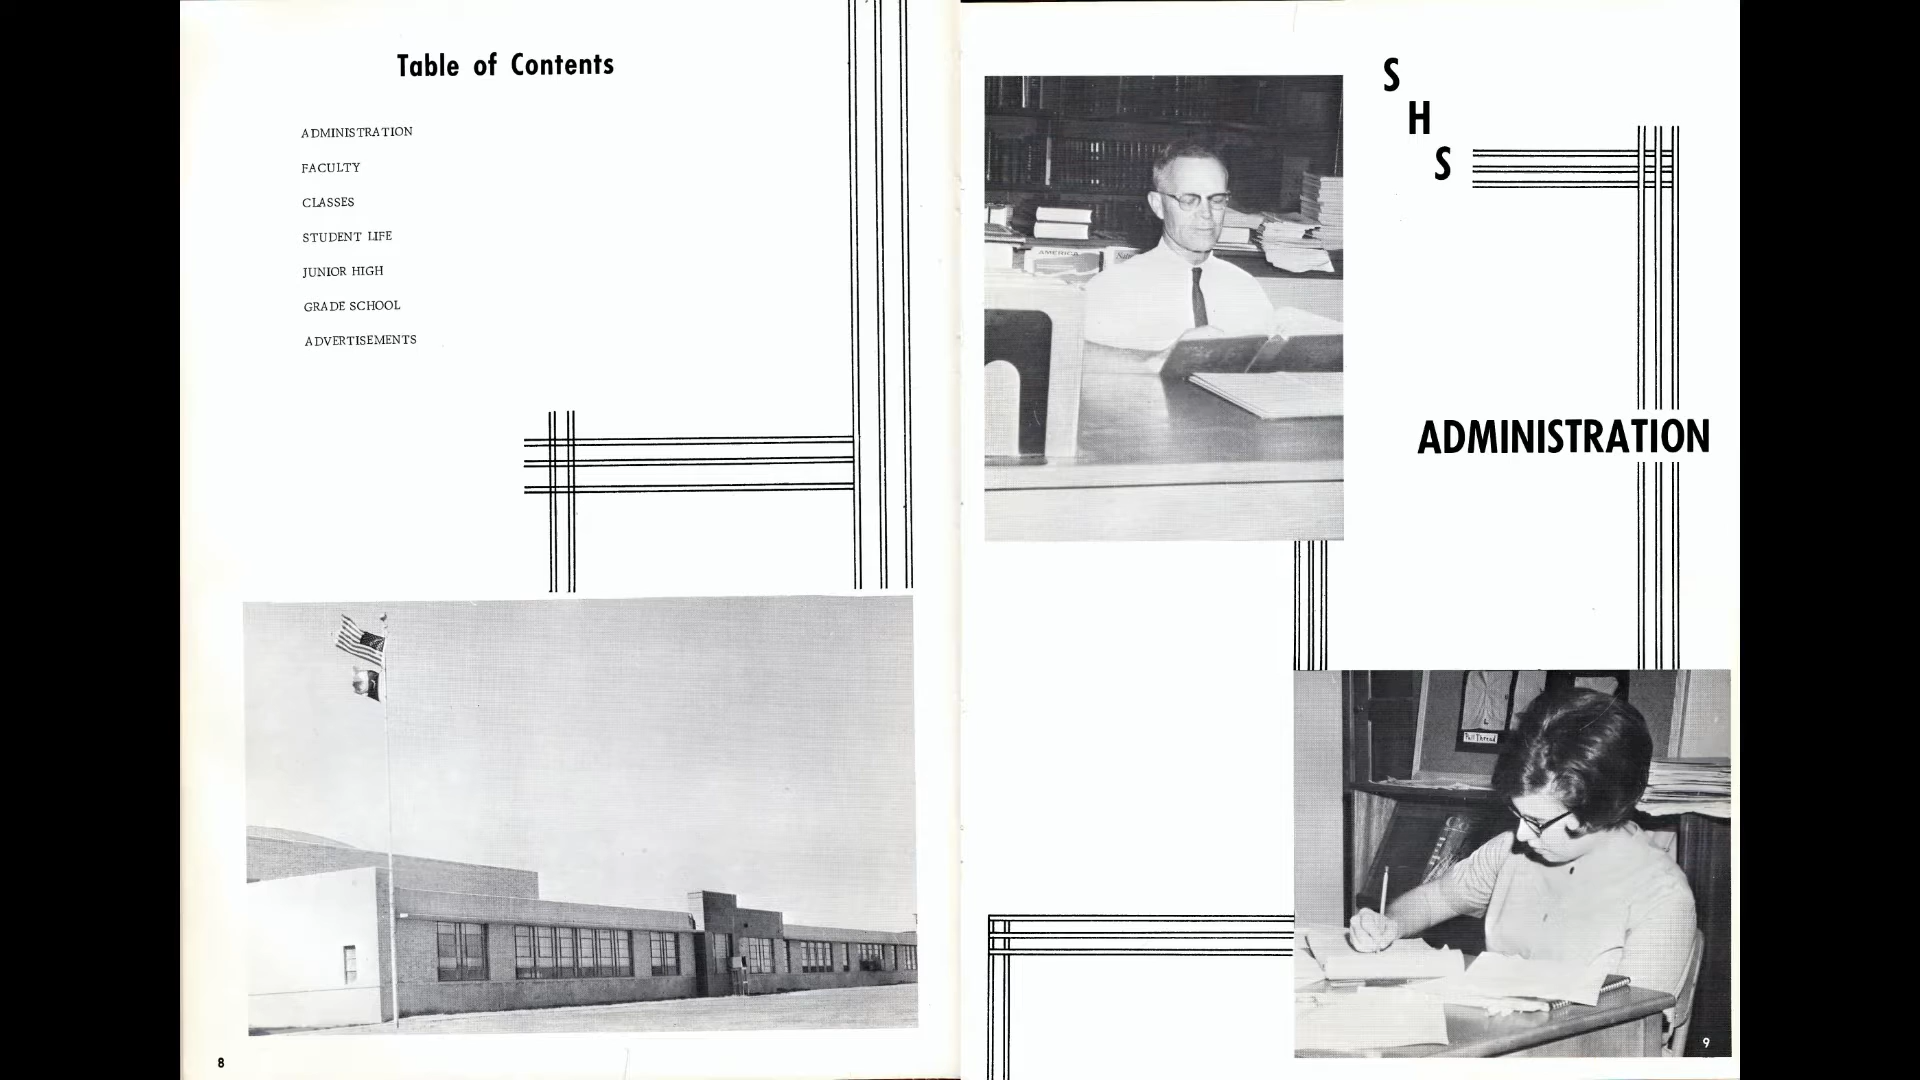 Table of Contents
ADMINISTRATION
FACULTY
CLASSES
STUDENT LIFE
JUNIOR HIGH
GRADE SCHOOL
ADVERTISEMENTS
8
S
H
S
AMERICA
ADMINISTRATION
Pull Thread
9